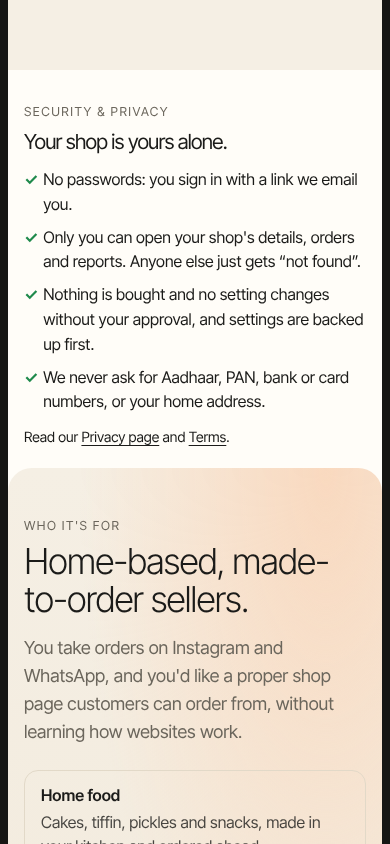 SECURITY & PRIVACY
Your shop is yours alone.
✓ No passwords: you sign in with a link we email
you.
✓ Only you can open your shop's details, orders
and reports. Anyone else just gets “not found”.
✓ Nothing is bought and no setting changes
without your approval, and settings are backed
up first.
✓ We never ask for Aadhaar, PAN, bank or card
numbers, or your home address.
Read our Privacy page and Terms.
WHO IT'S FOR
Home-based, made-
to-order sellers.
You take orders on Instagram and
WhatsApp, and you'd like a proper shop
page customers can order from, without
learning how websites work.
Home food
Cakes, tiffin, pickles and snacks, made in